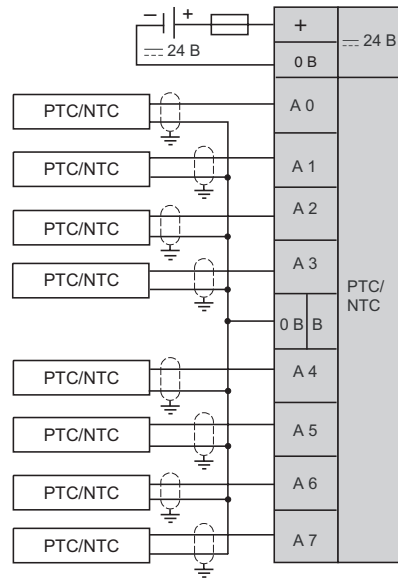 − + +
⎓ 24 В
0 В
⎓ 24 В
PTC/NTC
A 0
PTC/NTC
A 1
PTC/NTC
A 2
PTC/NTC
A 3
PTC/
NTC
0 В В
PTC/NTC
A 4
PTC/NTC
A 5
PTC/NTC
A 6
PTC/NTC
A 7